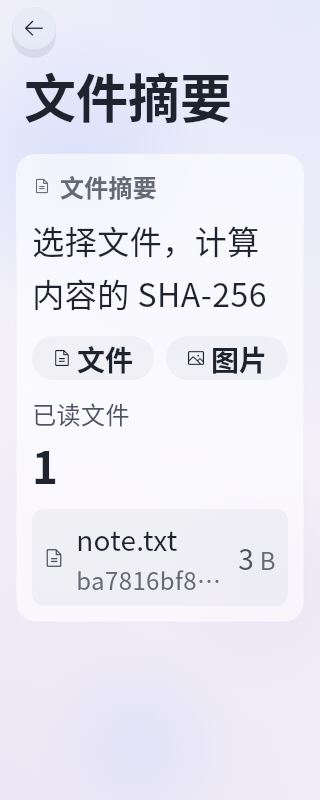 文件摘要
文件摘要
选择文件，计算
内容的 SHA-256
文件
图片
已读文件
1
note.txt
ba7816bf8…
3 B